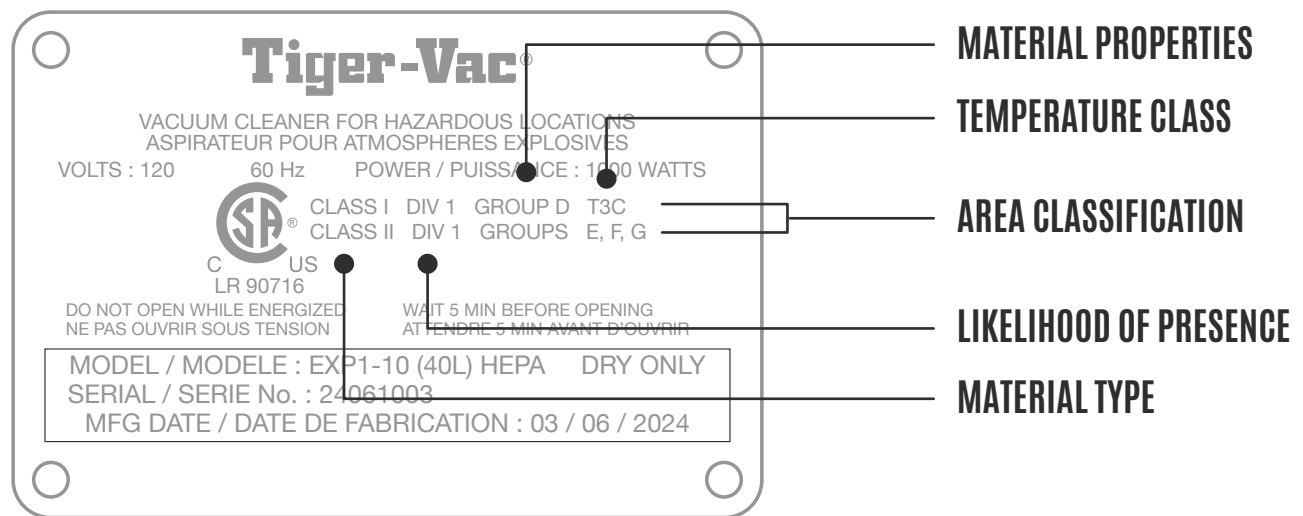 Tiger-Vac®
VACUUM CLEANER FOR HAZARDOUS LOCATIONS
ASPIRATEUR POUR ATMOSPHERES EXPLOSIVES
VOLTS : 120 60 Hz POWER / PUISSANCE : 1000 WATTS
CSA ® CLASS I DIV 1 GROUP D T3C
CLASS II DIV 1 GROUPS E, F, G
C US
LR 90716
DO NOT OPEN WHILE ENERGIZED WAIT 5 MIN BEFORE OPENING
NE PAS OUVRIR SOUS TENSION ATTENDRE 5 MIN AVANT D'OUVRIR
MODEL / MODELE : EXP1-10 (40L) HEPA DRY ONLY
SERIAL / SERIE No. : 24061003
MFG DATE / DATE DE FABRICATION : 03 / 06 / 2024
MATERIAL PROPERTIES
TEMPERATURE CLASS
AREA CLASSIFICATION
LIKELIHOOD OF PRESENCE
MATERIAL TYPE